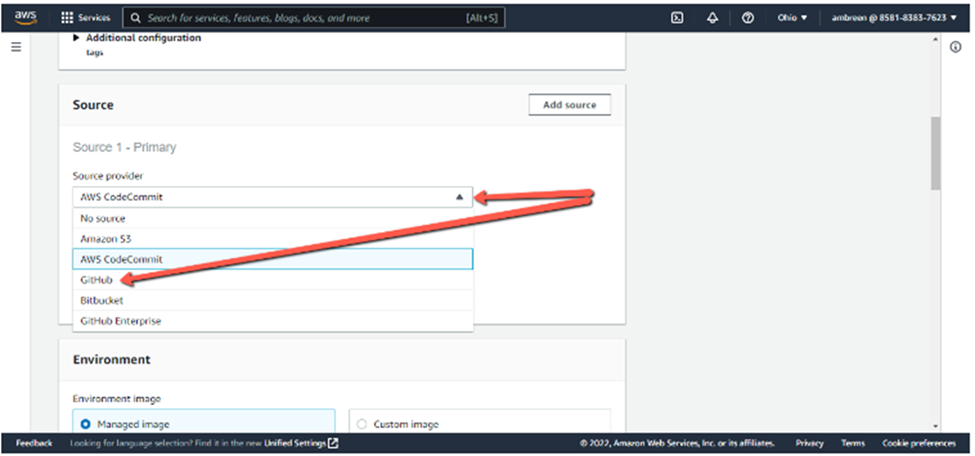 aws Services Search for services, features, blogs, docs, and more [Alt+S] Ohio ambreen @ 8581-8383-7623
Additional configuration
tags
Source
Add source
Source 1 - Primary
Source provider
AWS CodeCommit
No source
Amazon S3
AWS CodeCommit
GitHub
Bitbucket
GitHub Enterprise
Environment
Environment image
Managed image
Custom image
Feedback Looking for language selection? Find it in the new Unified Settings © 2022, Amazon Web Services, Inc. or its affiliates. Privacy Terms Cookie preferences